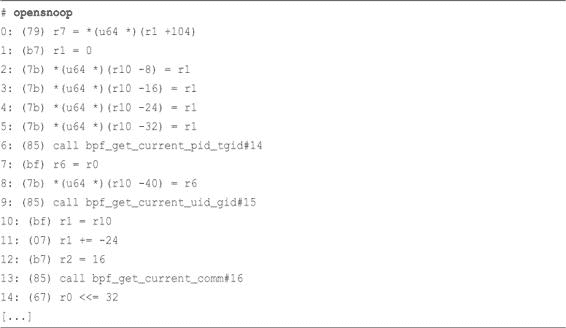 # opensnoop
0: (79) r7 = *(u64 *)(r1 +104)
1: (b7) r1 = 0
2: (7b) *(u64 *)(r10 -8) = r1
3: (7b) *(u64 *)(r10 -16) = r1
4: (7b) *(u64 *)(r10 -24) = r1
5: (7b) *(u64 *)(r10 -32) = r1
6: (85) call bpf_get_current_pid_tgid#14
7: (bf) r6 = r0
8: (7b) *(u64 *)(r10 -40) = r6
9: (85) call bpf_get_current_uid_gid#15
10: (bf) r1 = r10
11: (07) r1 += -24
12: (b7) r2 = 16
13: (85) call bpf_get_current_comm#16
14: (67) r0 <<= 32
[...]